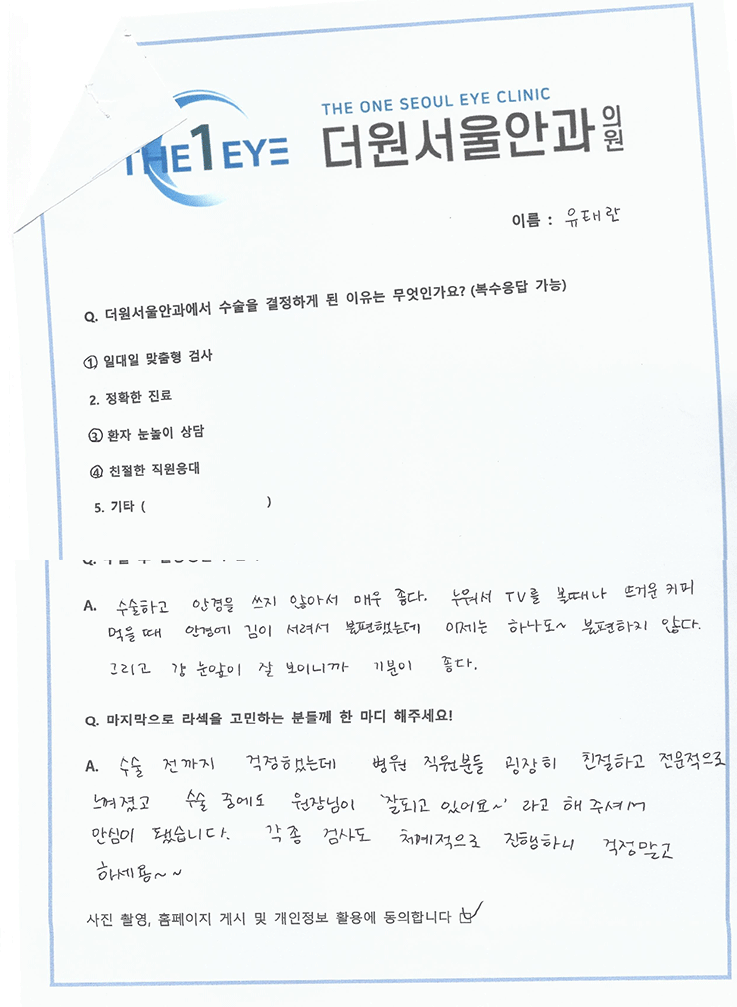 THE ONE SEOUL EYE CLINIC
THE1EYE
더원서울안과의원
이름 : 유태란
Q. 더원서울안과에서 수술을 결정하게 된 이유는 무엇인가요? (복수응답 가능)
① 일대일 맞춤형 검사
2. 정확한 진료
③ 환자 눈높이 상담
④ 친절한 직원응대
5. 기타 ( )
Q.
A. 수술하고 안경을 쓰지 않아서 매우 좋다. 누워서 TV를 볼때나 뜨거운 커피
먹을 때 안경에 김이 서려서 불편했는데 이제는 하나도~ 불편하지 않다.
그리고 걍 눈앞이 잘 보이니까 기분이 좋다.
Q. 마지막으로 라섹을 고민하는 분들께 한 마디 해주세요!
A. 수술 전까지 걱정했는데 병원 직원분들 굉장히 친절하고 전문적으로
느껴졌고 수술 중에도 원장님이 '잘되고 있어요~' 라고 해 주셔서
안심이 됐습니다. 각종 검사도 체계적으로 진행하니 걱정말고
하세용~~
사진 촬영, 홈페이지 게시 및 개인정보 활용에 동의합니다